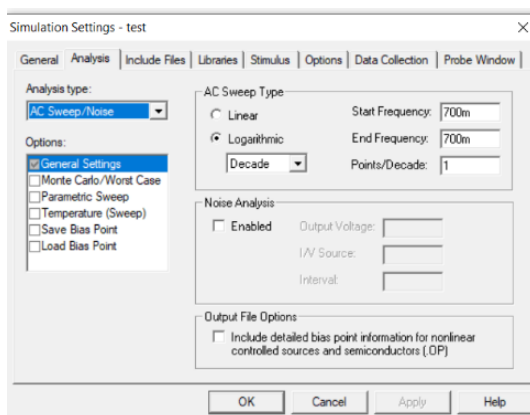 Simulation Settings - test
General Analysis Include Files Libraries Stimulus Options Data Collection Probe Window
Analysis type:
AC Sweep/Noise
Options:
General Settings
Monte Carlo/Worst Case
Parametric Sweep
Temperature (Sweep)
Save Bias Point
Load Bias Point
AC Sweep Type
Linear
Logarithmic
Decade
Start Frequency: 700m
End Frequency: 700m
Points/Decade: 1
Noise Analysis
Enabled
Output Voltage:
I/V Source:
Interval:
Output File Options
Include detailed bias point information for nonlinear
controlled sources and semiconductors (.OP)
OK Cancel Apply Help